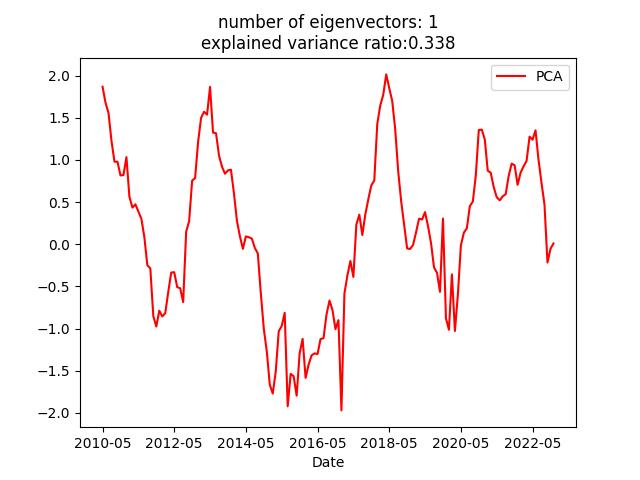 number of eigenvectors: 1
explained variance ratio:0.338
PCA
2.0
1.5
1.0
0.5
0.0
−0.5
−1.0
−1.5
−2.0
2010-05 2012-05 2014-05 2016-05 2018-05 2020-05 2022-05
Date